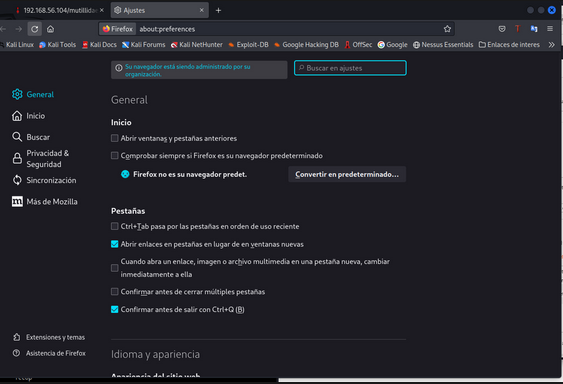 192.168.56.104/mutillidae
Ajustes
Firefox
about:preferences
Kali Linux
Kali Tools
Kali Docs
Kali Forums
Kali NetHunter
Exploit-DB
Google Hacking DB
OffSec
Google
Nessus Essentials
Enlaces de interes
Su navegador está siendo administrado por su
organización.
Buscar en ajustes
General
Inicio
Buscar
Privacidad &
Seguridad
Sincronización
Más de Mozilla
Extensiones y temas
Asistencia de Firefox
General
Inicio
Abrir ventanas y pestañas anteriores
Comprobar siempre si Firefox es su navegador predeterminado
Firefox no es su navegador predet.
Convertir en predeterminado...
Pestañas
Ctrl+Tab pasa por las pestañas en orden de uso reciente
Abrir enlaces en pestañas en lugar de en ventanas nuevas
Cuando abra un enlace, imagen o archivo multimedia en una pestaña nueva, cambiar
inmediatamente a ella
Confirmar antes de cerrar múltiples pestañas
Confirmar antes de salir con Ctrl+Q (B)
Idioma y apariencia
Apariencia del sitio web